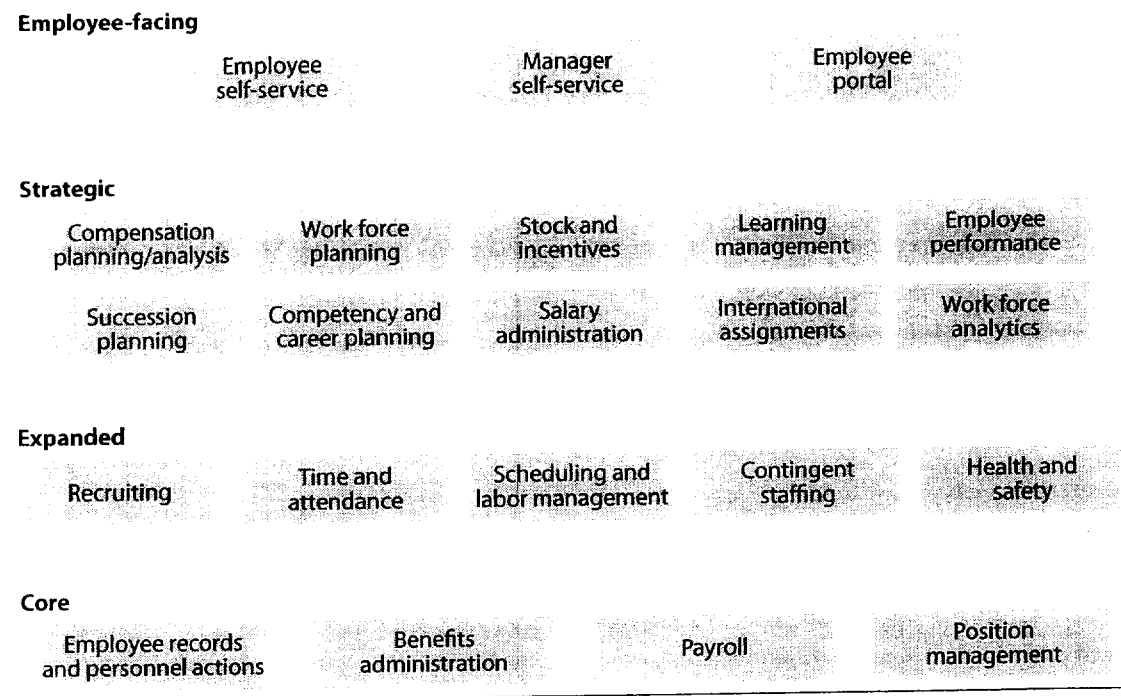 Employee-facing
Employee
self-service
Manager
self-service
Employee
portal
Strategic
Compensation
planning/analysis
Work force
planning
Stock and
incentives
Learning
management
Employee
performance
Succession
planning
Competency and
career planning
Salary
administration
International
assignments
Work force
analytics
Expanded
Recruiting
Time and
attendance
Scheduling and
labor management
Contingent
staffing
Health and
safety
Core
Employee records
and personnel actions
Benefits
administration
Payroll
Position
management